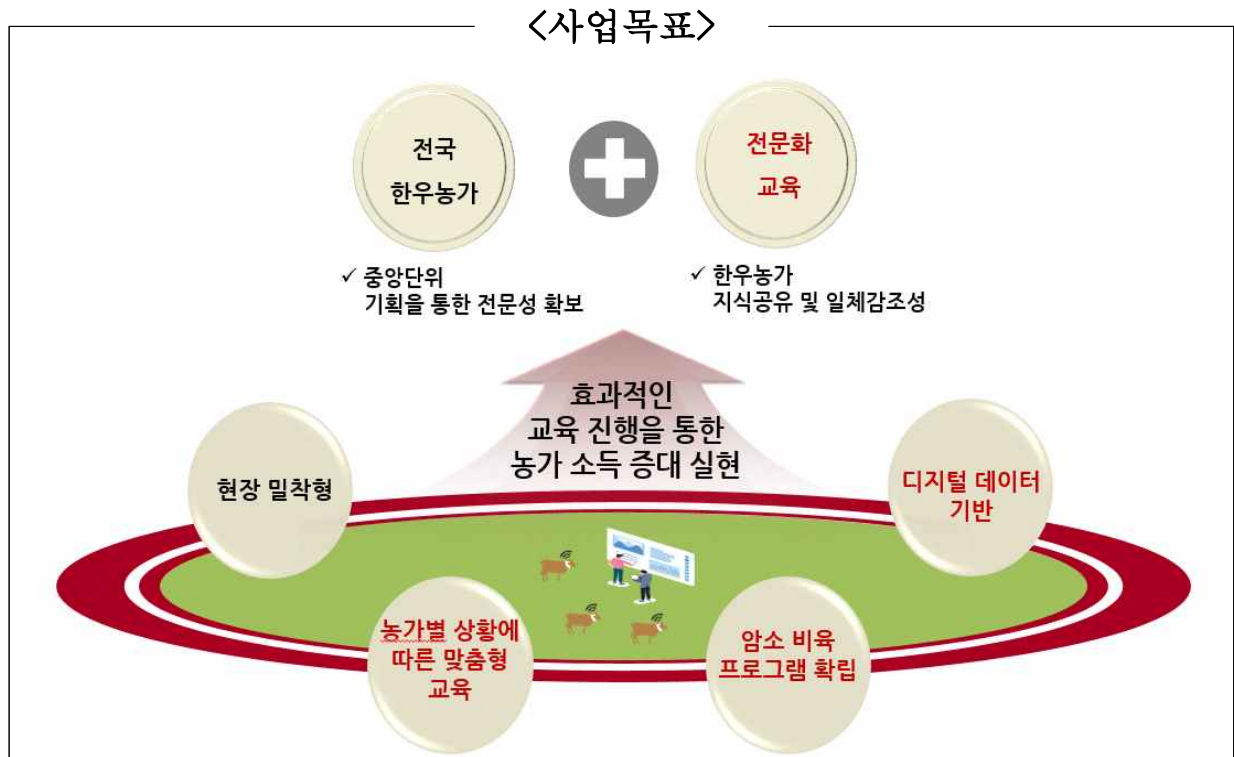 <사업목표>
전국
한우농가
전문화
교육
✓ 중앙단위
기획을 통한 전문성 확보
✓ 한우농가
지식공유 및 일체감조성
효과적인
교육 진행을 통한
농가 소득 증대 실현
현장 밀착형
디지털 데이터
기반
농가별 상황에
따른 맞춤형
교육
암소 비육
프로그램 확립